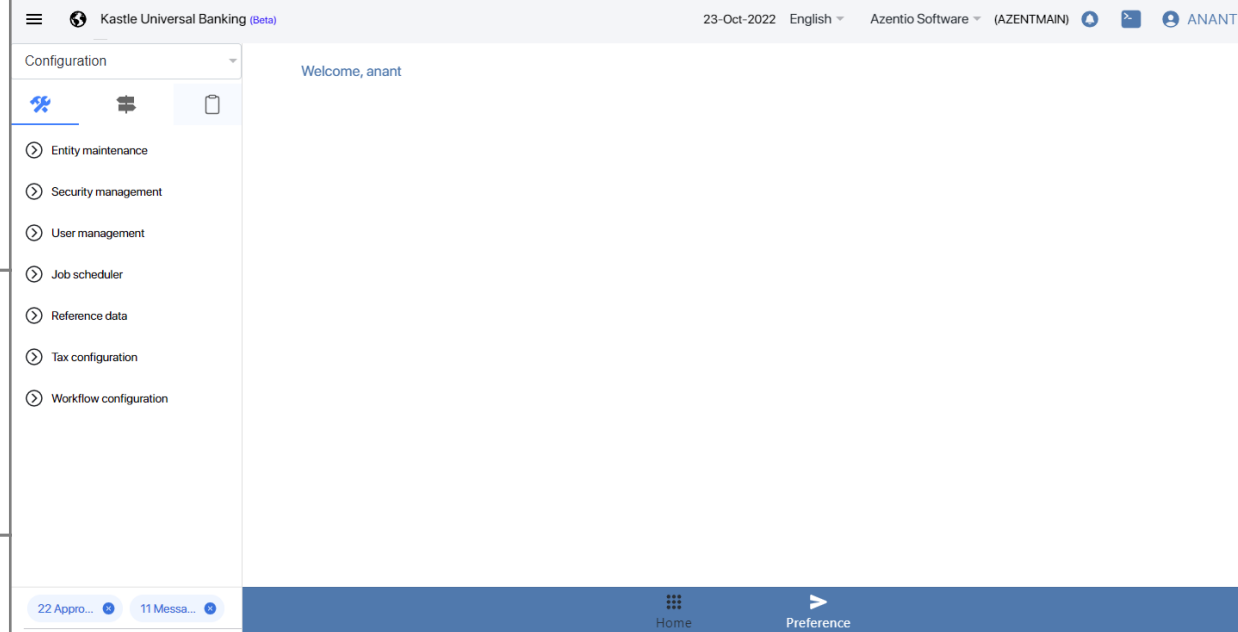 Kastle Universal Banking (Beta)
23-Oct-2022 English Azentio Software (AZENTMAIN) ANANT
Configuration
Welcome, anant
Entity maintenance
Security management
User management
Job scheduler
Reference data
Tax configuration
Workflow configuration
22 Appro... 11 Messa...
Home Preference